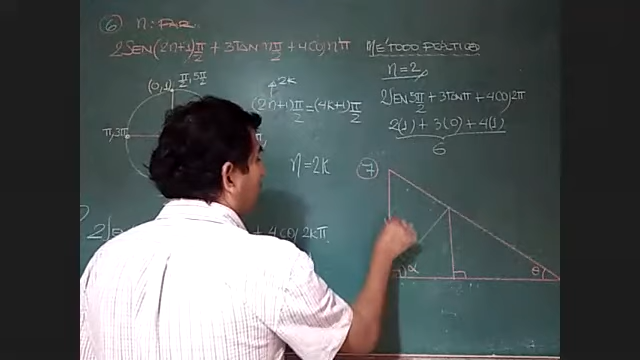 ⑥ n: PAR
2SEN(2n+1)π/2 + 3TAN nπ/2 + 4COS nπ
MÉTODO PRÁCTICO
n=2
(0,1) π/2, 5π/2
2k
(2n+1)π/2 = (4k+1)π/2
2SEN 5π/2 + 3TAN π + 4COS 2π
π, 3π
2(1) + 3(0) + 4(1)
6
n=2k
⑦
+ 4COS 2kπ
α
θ